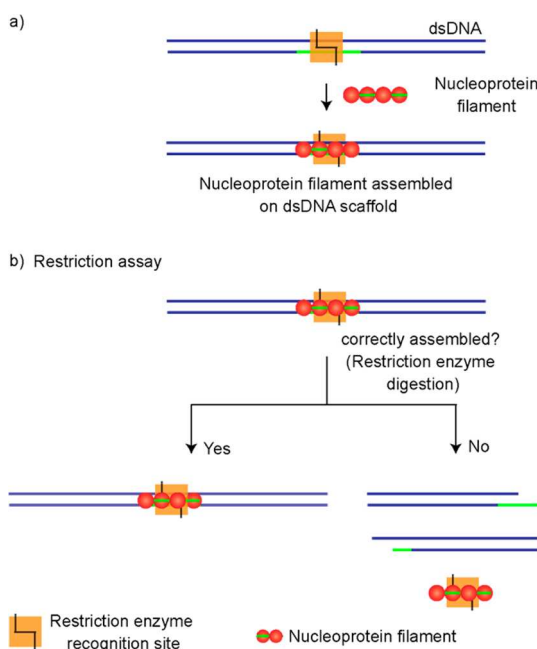 a)
dsDNA
Nucleoprotein
filament
Nucleoprotein filament assembled
on dsDNA scaffold
b) Restriction assay
correctly assembled?
(Restriction enzyme
digestion)
Yes
No
Restriction enzyme
recognition site
Nucleoprotein filament